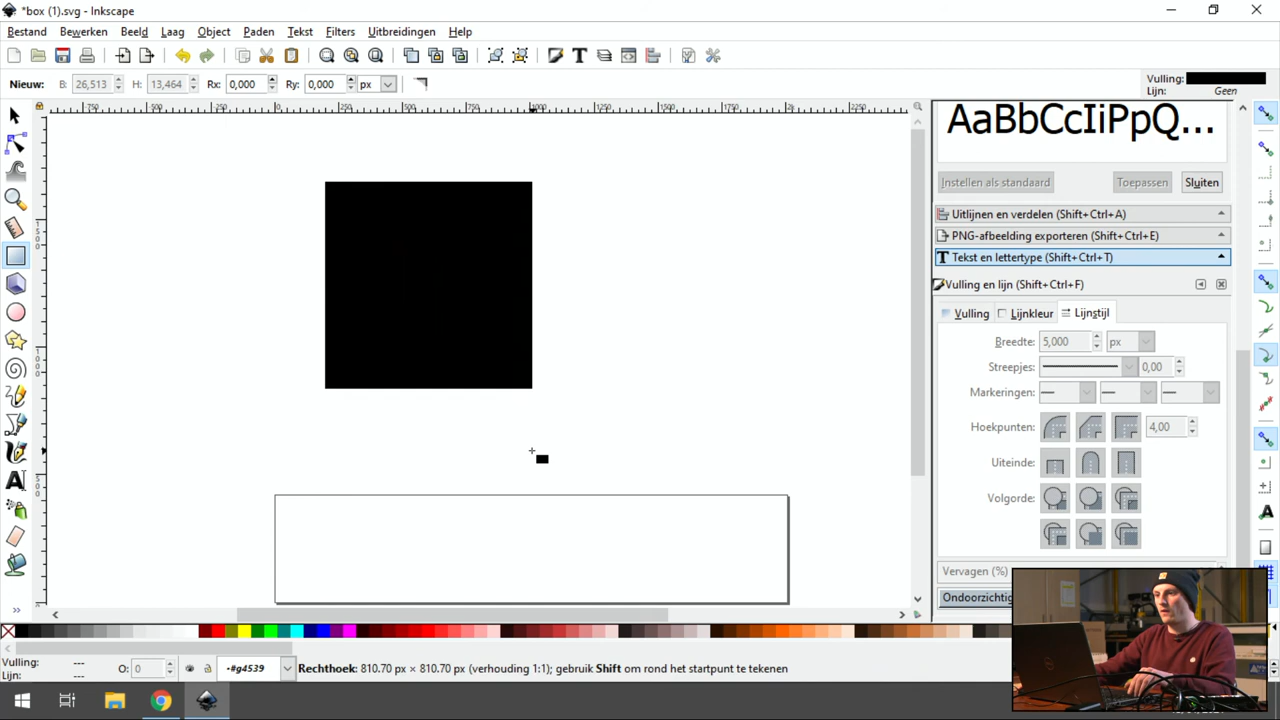 *box (1).svg - Inkscape
Bestand Bewerken Beeld Laag Object Paden Tekst Filters Uitbreidingen Help
Nieuw: B: 26,513 H: 13,464 Rx: 0,000 Ry: 0,000 px
Vulling:
Lijn: Geen
AaBbCcIiPpQ...
Instellen als standaard Toepassen Sluiten
Uitlijnen en verdelen (Shift+Ctrl+A)
PNG-afbeelding exporteren (Shift+Ctrl+E)
Tekst en lettertype (Shift+Ctrl+T)
Vulling en lijn (Shift+Ctrl+F)
Vulling Lijnkleur Lijnstijl
Breedte: 5,000 px
Streepjes: 0,00
Markeringen:
Hoekpunten: 4,00
Uiteinde:
Volgorde:
Vervagen (%)
Vulling: ---
O: 0
Lijn: ---
•#g4539
Rechthoek: 810.70 px × 810.70 px (verhouding 1:1); gebruik Shift om rond het startpunt te tekenen